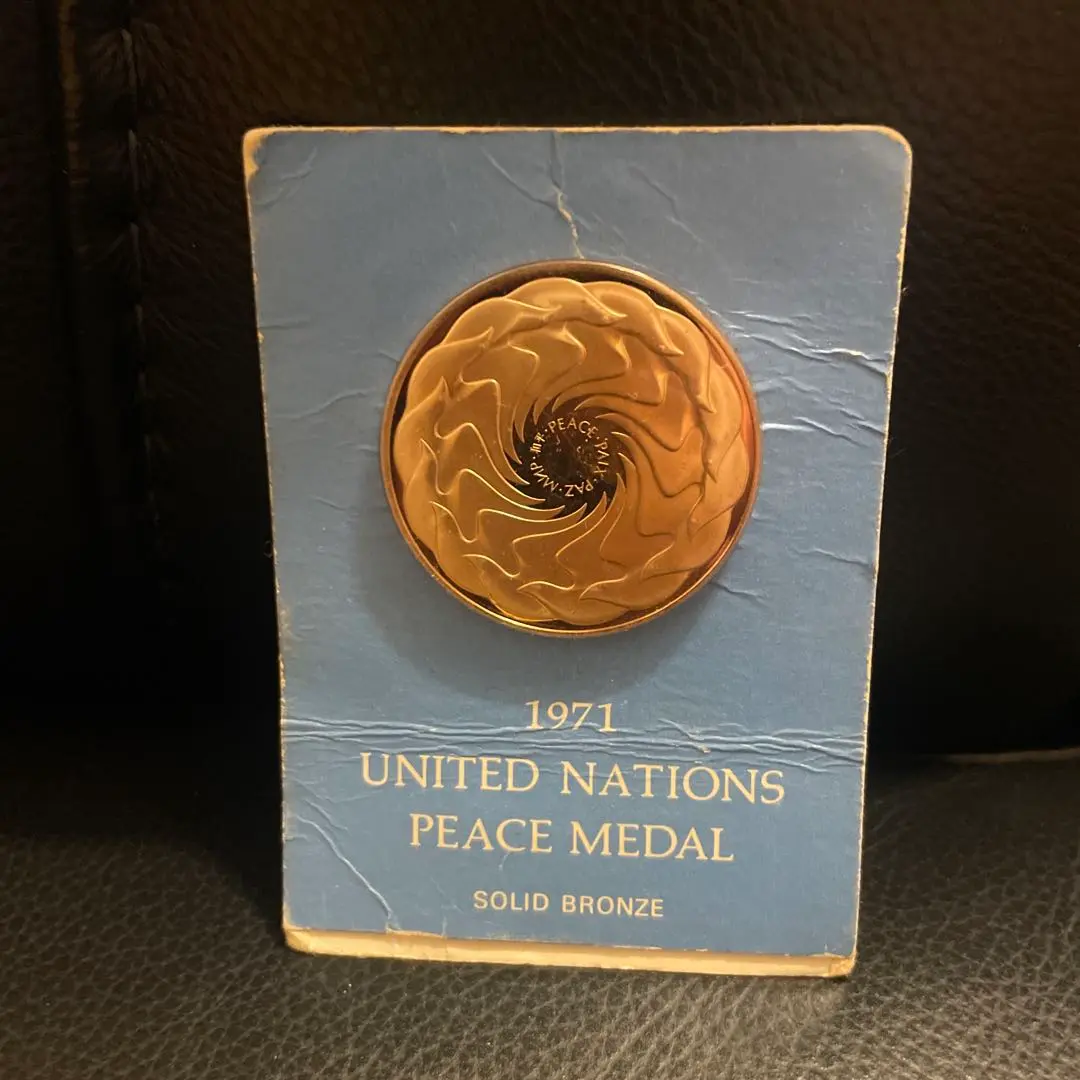 ·PEACE·PAIX·PAZ·МИР·和平
1971
UNITED NATIONS
PEACE MEDAL
SOLID BRONZE